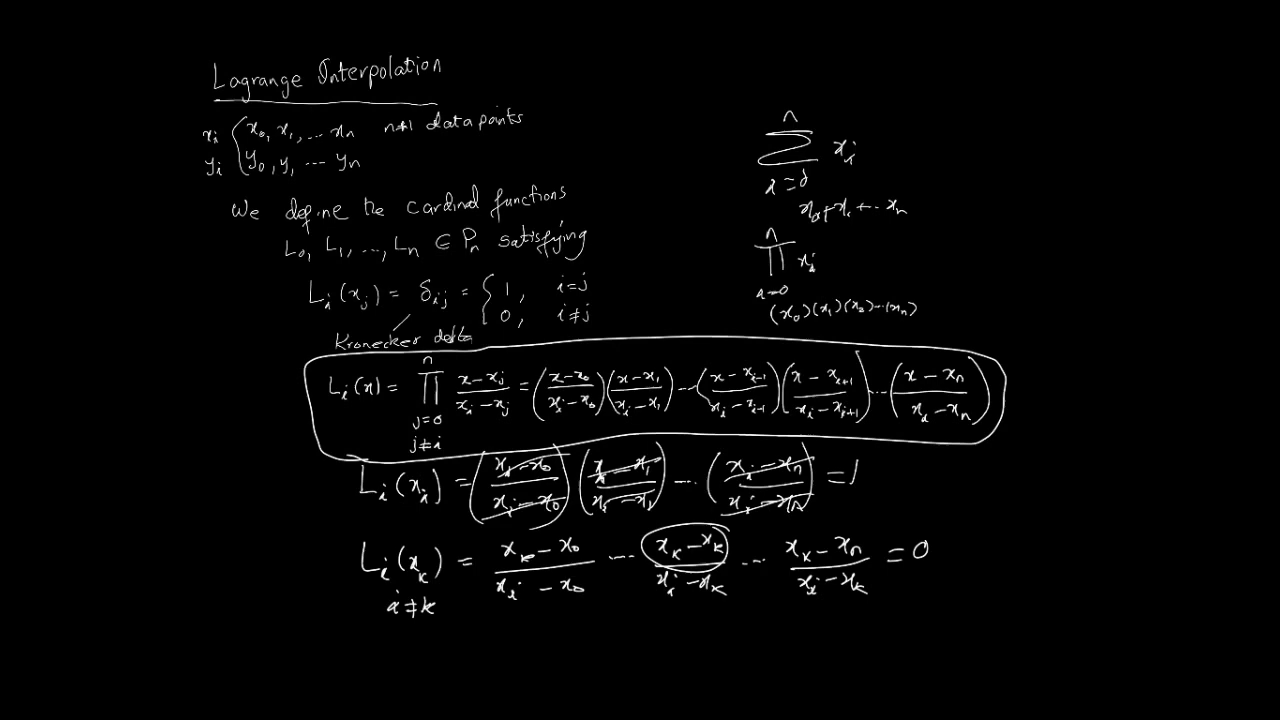 Lagrange Interpolation
xᵢ { x₀, x₁, ... xₙ n+1 data points
yᵢ { y₀, y₁ ... yₙ
We define the cardinal functions
L₀, L₁, ..., Lₙ ∈ Pₙ satisfying
Lᵢ(xⱼ) = δᵢⱼ = { 1, i=j
0, i≠j
Kronecker delta
Lᵢ(x) = ∏ⁿ j=0 j≠i (x-xⱼ)/(xᵢ-xⱼ) = ((x-x₀)/(xᵢ-x₀)) ((x-x₁)/(xᵢ-x₁)) ... ((x-xᵢ₋₁)/(xᵢ-xᵢ₋₁)) ((x-xᵢ₊₁)/(xᵢ-xᵢ₊₁)) ... ((x-xₙ)/(xᵢ-xₙ))
Lᵢ(xᵢ) = ((xᵢ-x₀)/(xᵢ-x₀)) ((xᵢ-x₁)/(xᵢ-x₁)) ... ((xᵢ-xₙ)/(xᵢ-xₙ)) = 1
Lᵢ(xₖ) = (xₖ-x₀)/(xᵢ-x₀) ... (xₖ-xₖ)/(xᵢ-xₖ) ... (xₖ-xₙ)/(xᵢ-xₖ) = 0
i≠k
∑ⁿ i=0 xᵢ
x₀+x₁+...xₙ
∏ⁿ i=0 xᵢ
(x₀)(x₁)(x₂)...(xₙ)